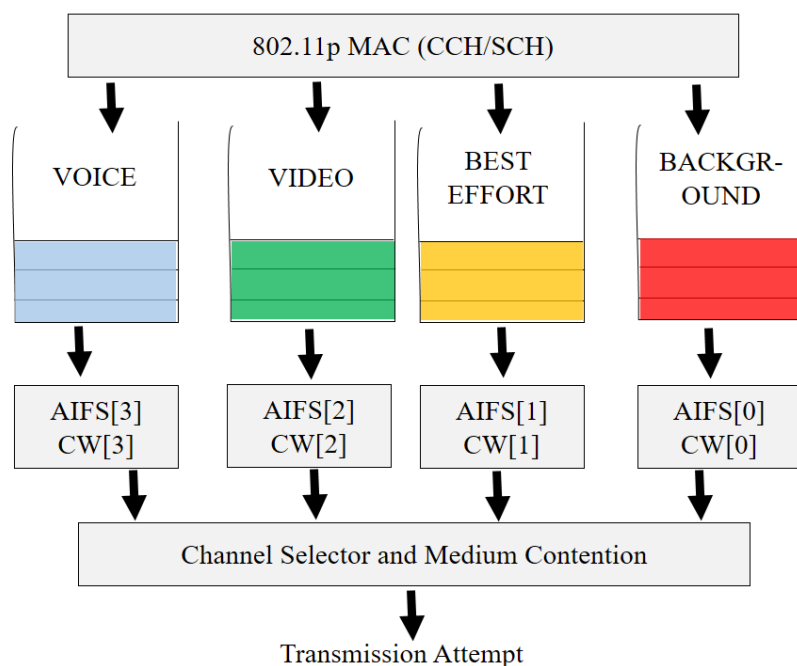 802.11p MAC (CCH/SCH)
VOICE
VIDEO
BEST
EFFORT
BACKGR-
OUND
AIFS[3]
CW[3]
AIFS[2]
CW[2]
AIFS[1]
CW[1]
AIFS[0]
CW[0]
Channel Selector and Medium Contention
Transmission Attempt